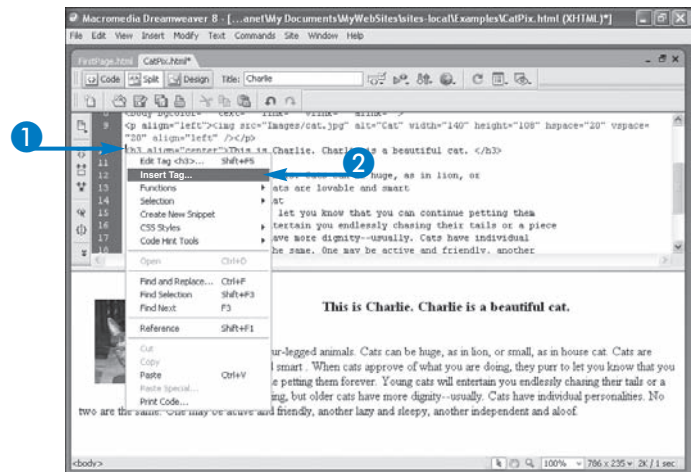 Macromedia Dreamweaver 8 - [...anet\My Documents\MyWebSites\sites-local\Examples\CatPix.html (XHTML)*]
File Edit View Insert Modify Text Commands Site Window Help
FirstPage.html CatPix.html*
Code Split Design Title: Charlie
9 <p align="left"><img src="Images/cat.jpg" alt="Cat" width="140" height="108" hspace="20" vspace=
"20" align="left" /></p>
1
<h3 align="center">This is Charlie. Charlie is a beautiful cat. </h3>
2
11
Edit Tag <h3>... Shift+F5
12 Insert Tag... huge, as in lion, or
13 Functions ats are lovable and smart
14 Selection at
15 Create New Snippet let you know that you can continue petting them
16 CSS Styles tertain you endlessly chasing their tails or a piece
17 Code Hint Tools ave more dignity--usually. Cats have individual
he same. One may be active and friendly, another
Open Ctrl+D
Find and Replace... Ctrl+F
Find Selection Shift+F3
Find Next F3
Reference Shift+F1
Cut
Copy
Paste Ctrl+V
Paste Special...
Print Code...
This is Charlie. Charlie is a beautiful cat.
ur-legged animals. Cats can be huge, as in lion, or small, as in house cat. Cats are
smart . When cats approve of what you are doing, they purr to let you know that you
e petting them forever. Young cats will entertain you endlessly chasing their tails or a
ing, but older cats have more dignity--usually. Cats have individual personalities. No
two are the same. One may be active and friendly, another lazy and sleepy, another independent and aloof.
<body> 100% 786 x 235 2K / 1 sec